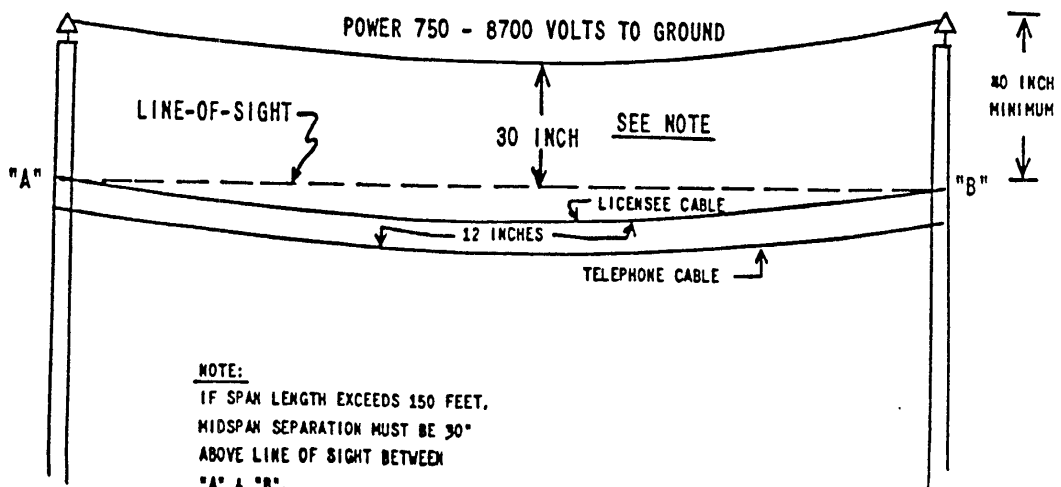 POWER 750 - 8700 VOLTS TO GROUND
40 INCH
MINIMUM
LINE-OF-SIGHT
30 INCH
SEE NOTE
"A"
"B"
LICENSEE CABLE
12 INCHES
TELEPHONE CABLE
NOTE:
IF SPAN LENGTH EXCEEDS 150 FEET,
MIDSPAN SEPARATION MUST BE 30"
ABOVE LINE OF SIGHT BETWEEN
"A" & "B".